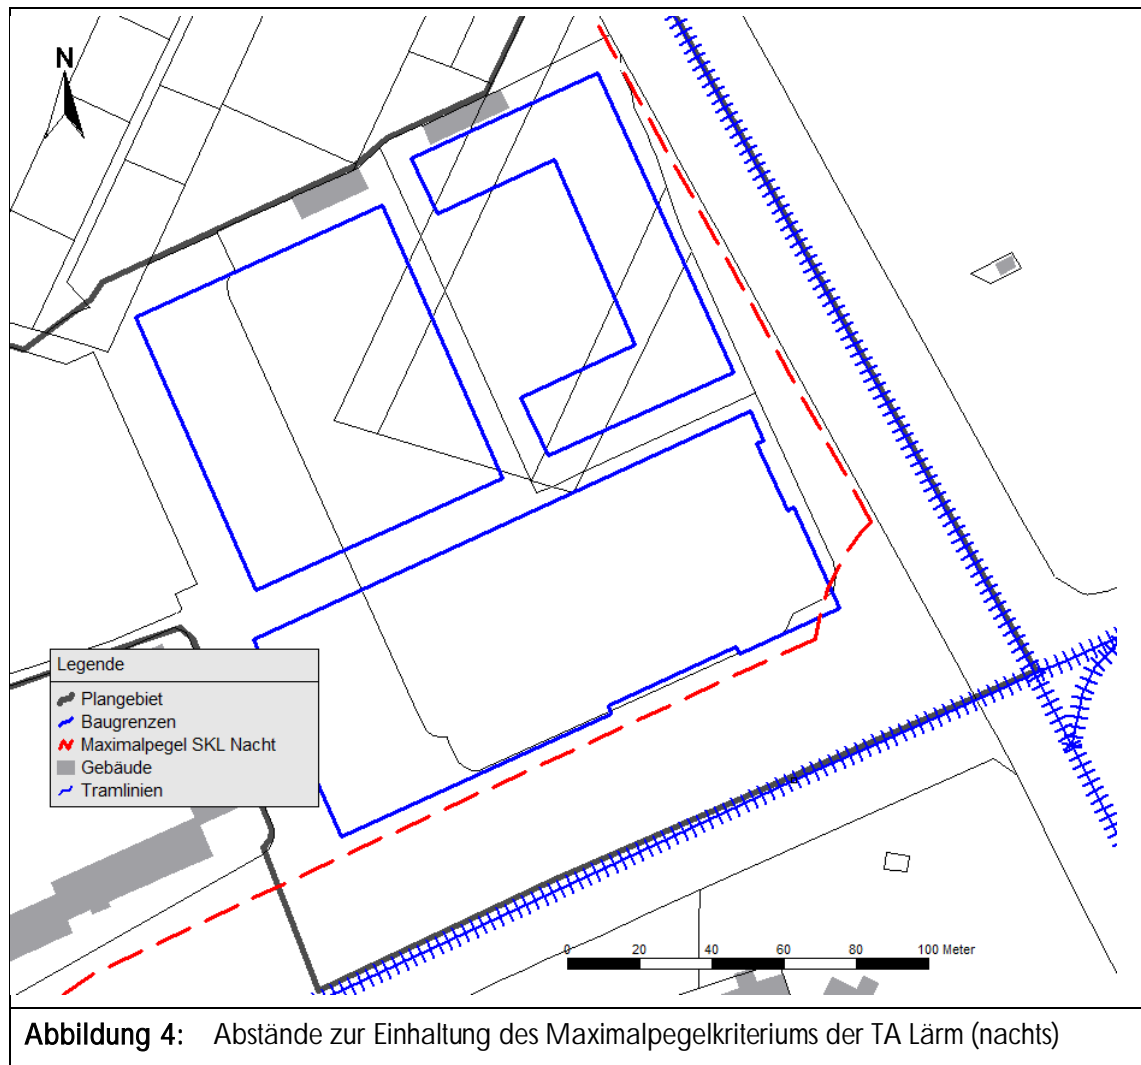 N
Legende
Plangebiet
Baugrenzen
Maximalpegel SKL Nacht
Gebäude
Tramlinien
0 20 40 60 80 100 Meter
Abbildung 4: Abstände zur Einhaltung des Maximalpegelkriteriums der TA Lärm (nachts)